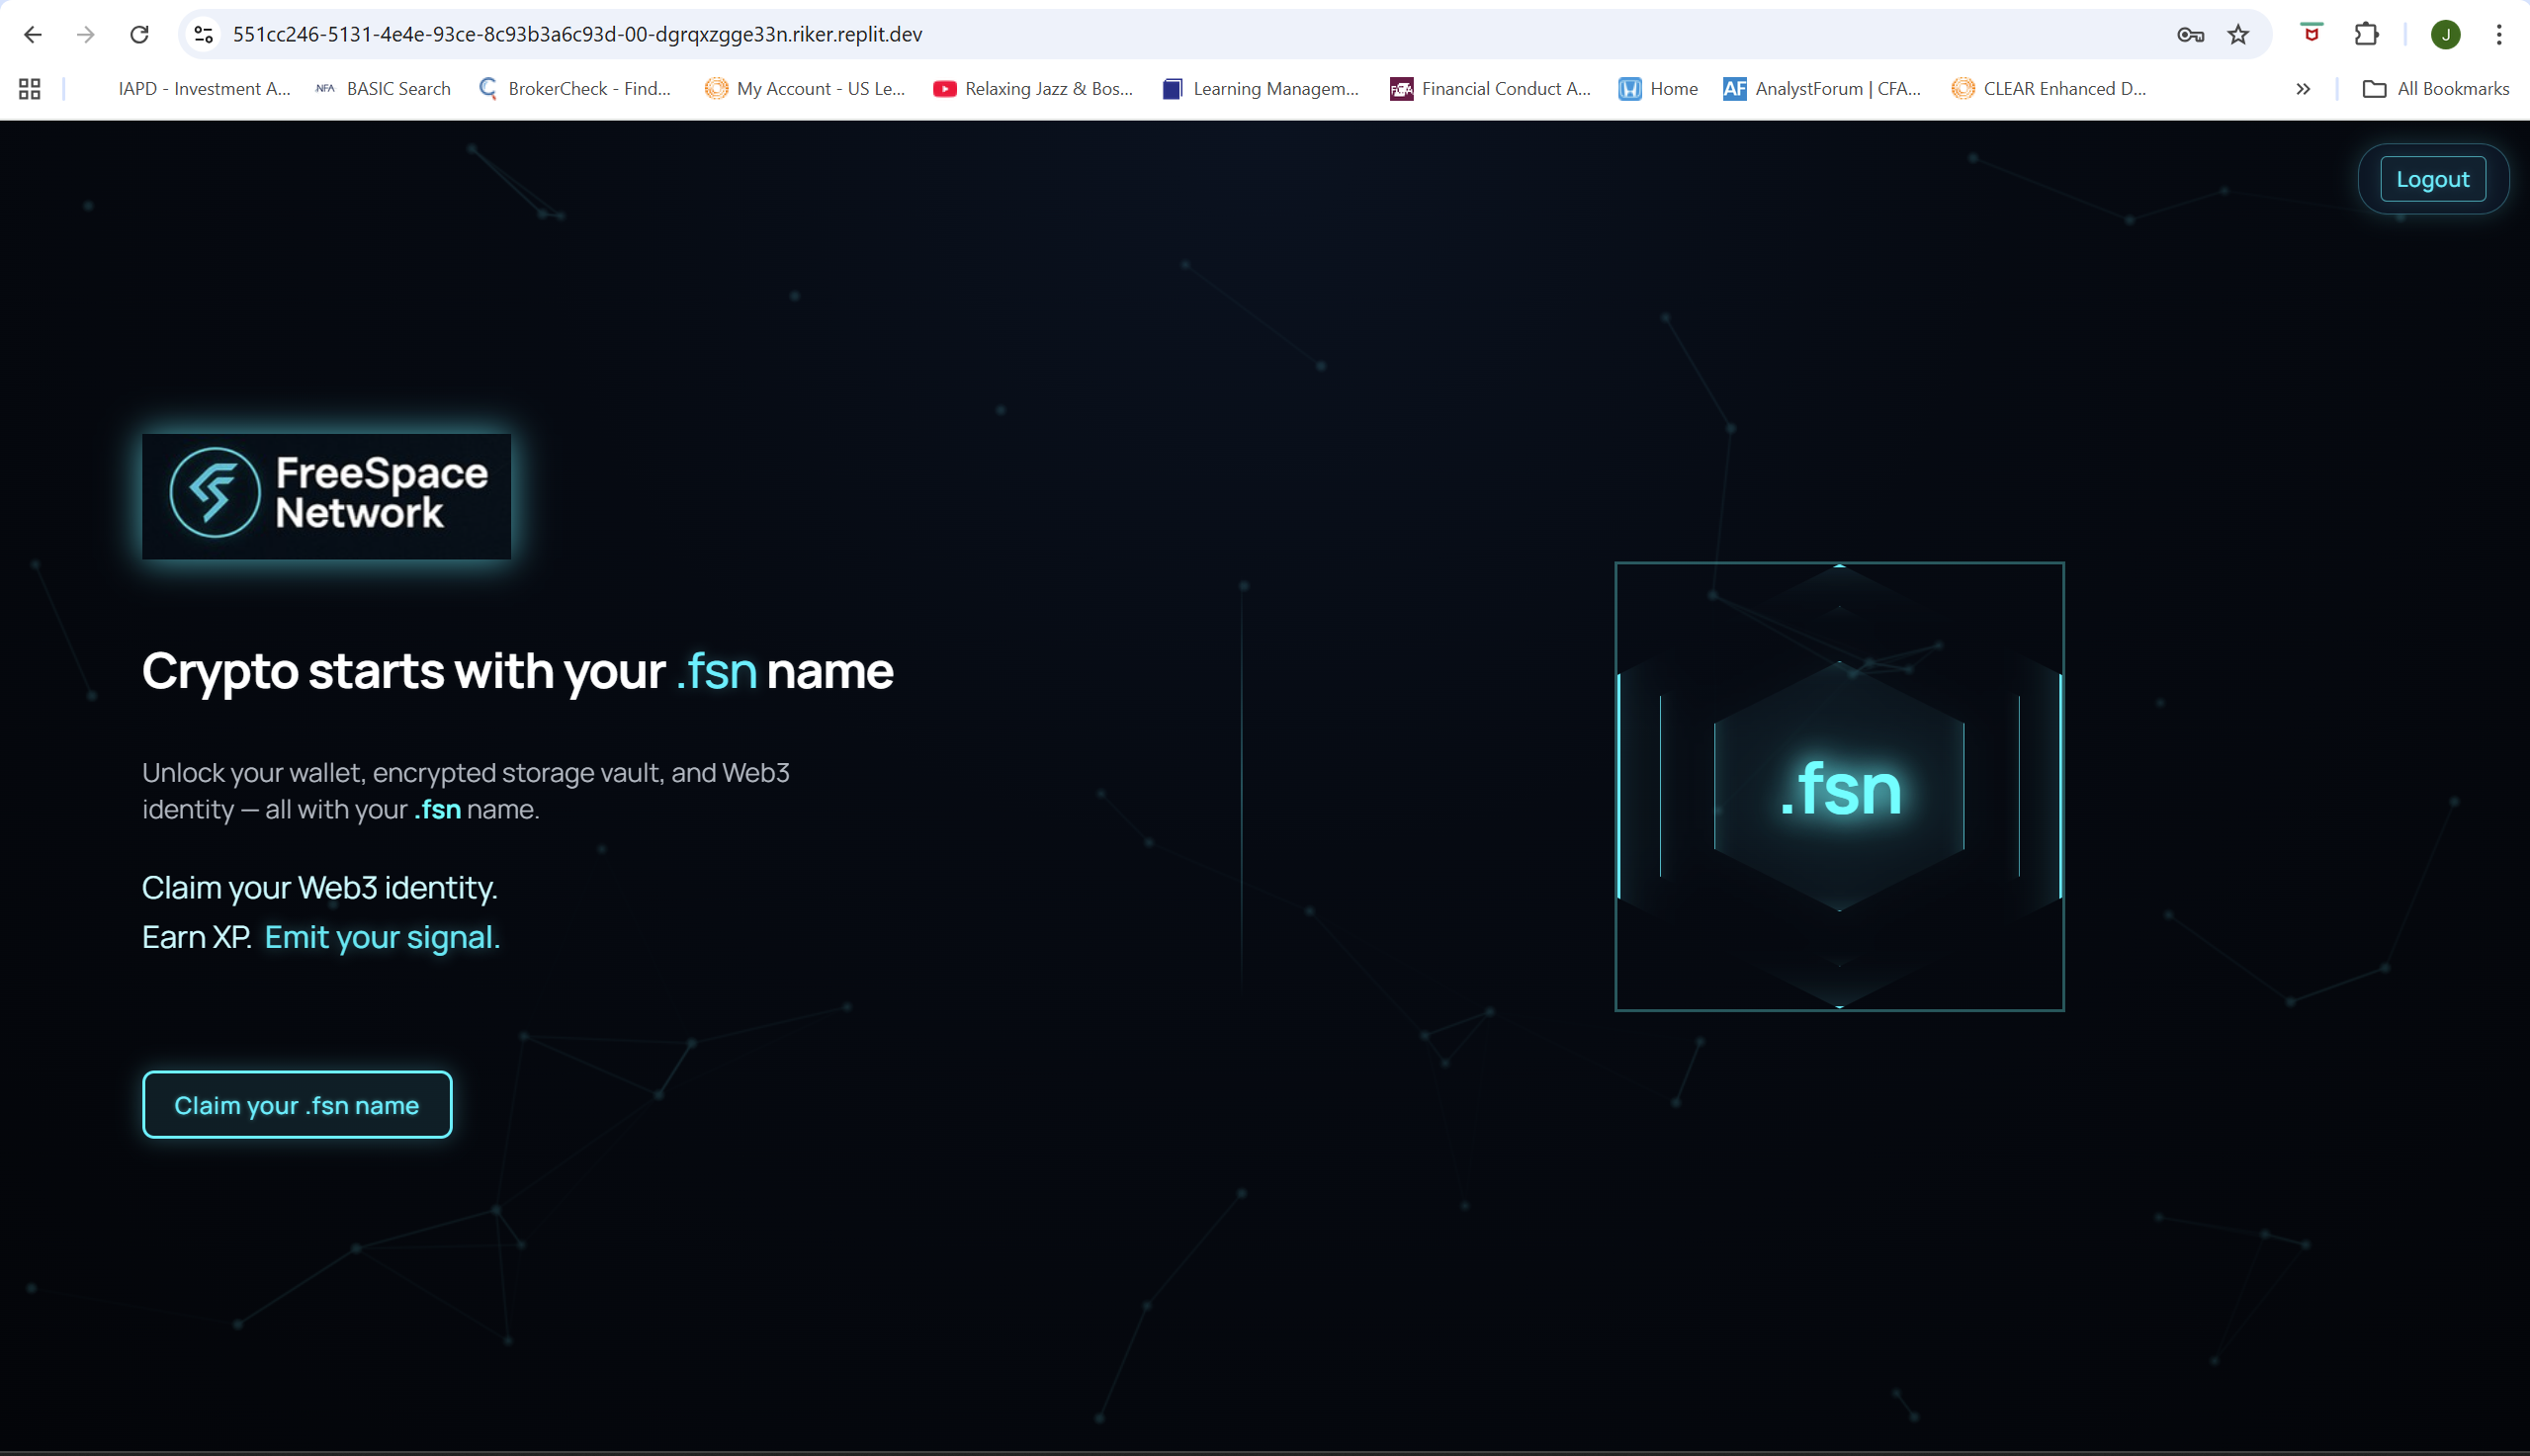 551cc246-5131-4e4e-93ce-8c93b3a6c93d-00-dgrqxzgge33n.riker.replit.dev
J
IAPD - Investment A...
NFA BASIC Search
BrokerCheck - Find...
My Account - US Le...
Relaxing Jazz & Bos...
Learning Managem...
FCA Financial Conduct A...
Home
AF AnalystForum | CFA...
CLEAR Enhanced D...
All Bookmarks
Logout
FreeSpace
Network
Crypto starts with your .fsn name
Unlock your wallet, encrypted storage vault, and Web3
identity — all with your .fsn name.
Claim your Web3 identity.
Earn XP. Emit your signal.
Claim your .fsn name
.fsn